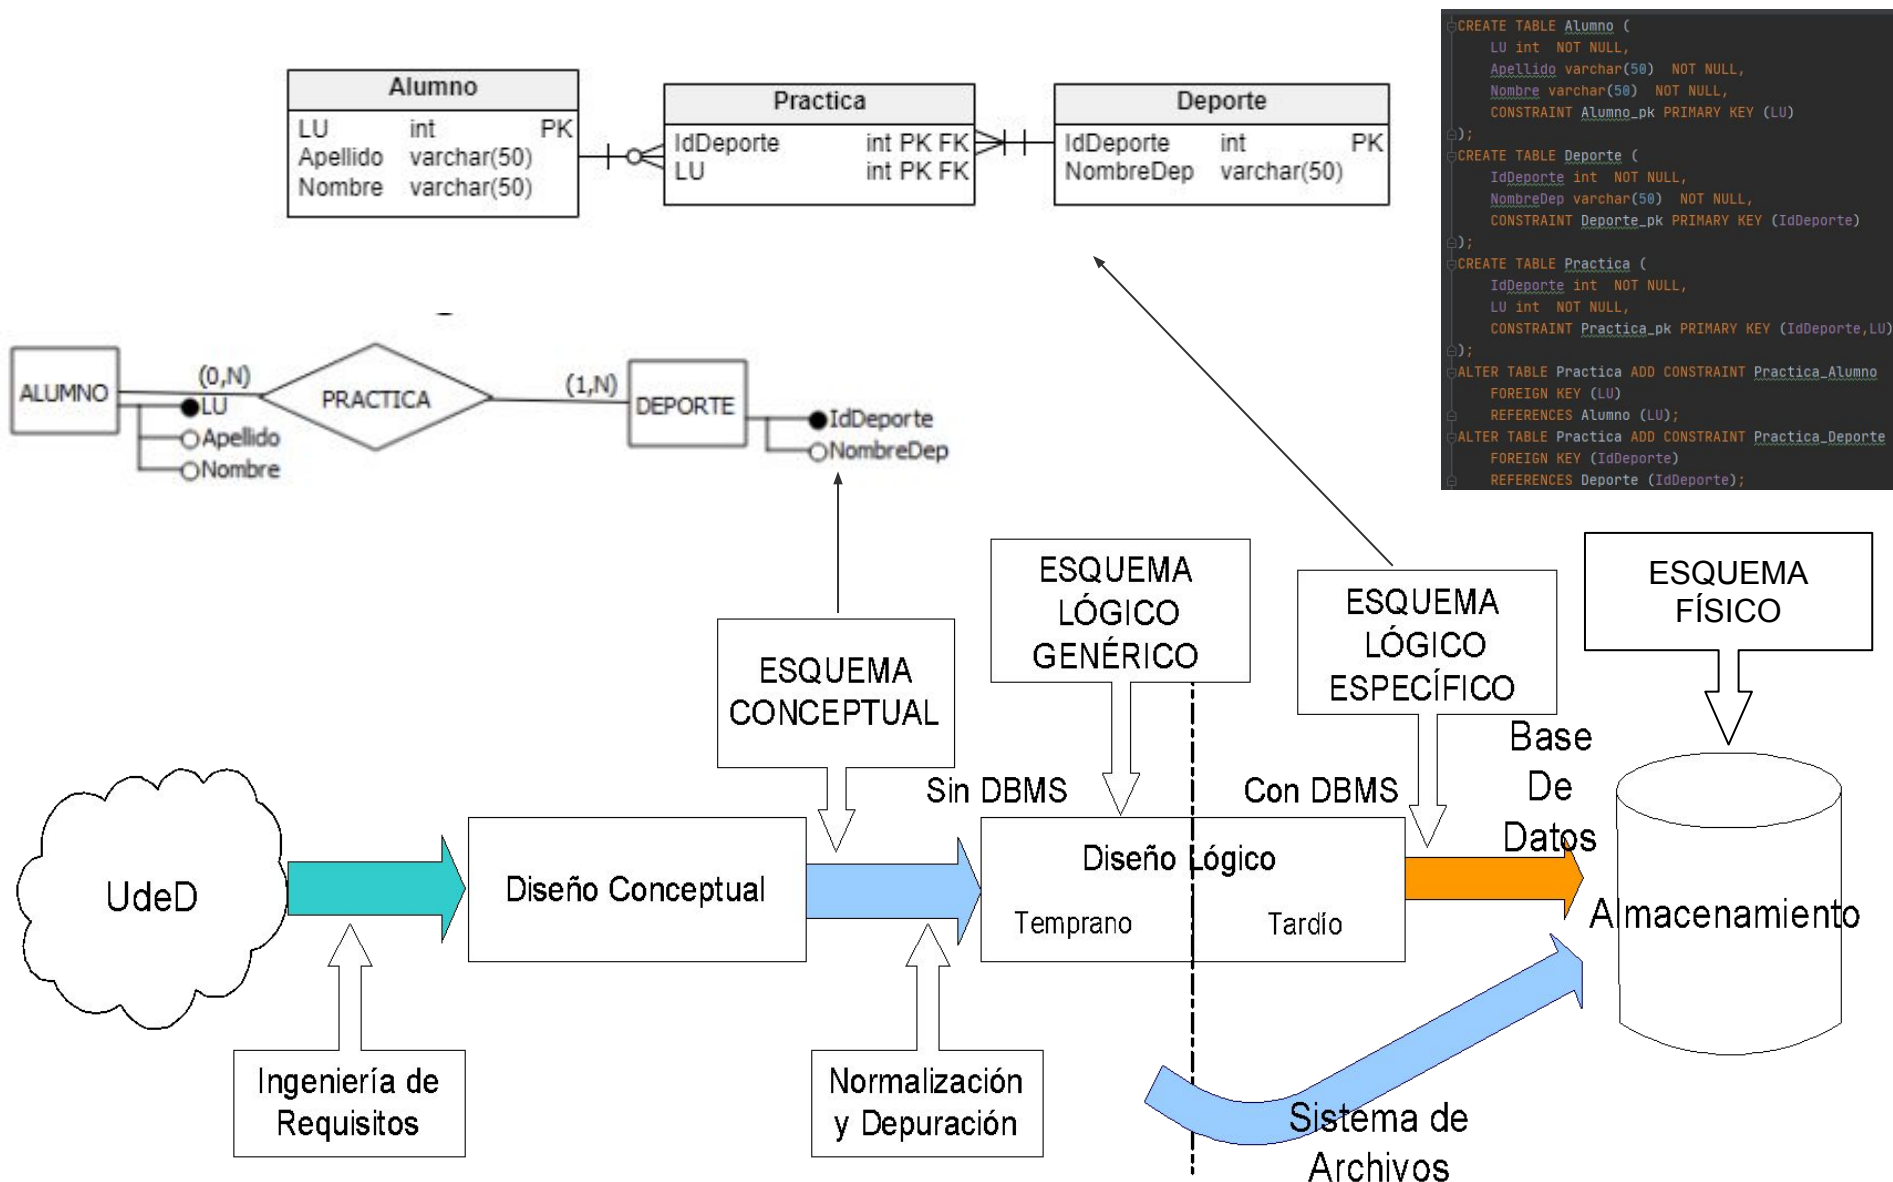 Alumno
LU int PK
Apellido varchar(50)
Nombre varchar(50)
Practica
IdDeporte int PK FK
LU int PK FK
Deporte
IdDeporte int PK
NombreDep varchar(50)
CREATE TABLE Alumno (
LU int NOT NULL,
Apellido varchar(50) NOT NULL,
Nombre varchar(50) NOT NULL,
CONSTRAINT Alumno_pk PRIMARY KEY (LU)
);
CREATE TABLE Deporte (
IdDeporte int NOT NULL,
NombreDep varchar(50) NOT NULL,
CONSTRAINT Deporte_pk PRIMARY KEY (IdDeporte)
);
CREATE TABLE Practica (
IdDeporte int NOT NULL,
LU int NOT NULL,
CONSTRAINT Practica_pk PRIMARY KEY (IdDeporte,LU)
);
ALTER TABLE Practica ADD CONSTRAINT Practica_Alumno
FOREIGN KEY (LU)
REFERENCES Alumno (LU);
ALTER TABLE Practica ADD CONSTRAINT Practica_Deporte
FOREIGN KEY (IdDeporte)
REFERENCES Deporte (IdDeporte);
ALUMNO
(0,N)
LU
Apellido
Nombre
PRACTICA
(1,N)
DEPORTE
IdDeporte
NombreDep
ESQUEMA
CONCEPTUAL
ESQUEMA
LÓGICO
GENÉRICO
ESQUEMA
LÓGICO
ESPECÍFICO
ESQUEMA
FÍSICO
Sin DBMS
Con DBMS
Base
De
Datos
UdeD
Diseño Conceptual
Diseño Lógico
Temprano
Tardío
Almacenamiento
Ingeniería de
Requisitos
Normalización
y Depuración
Sistema de
Archivos